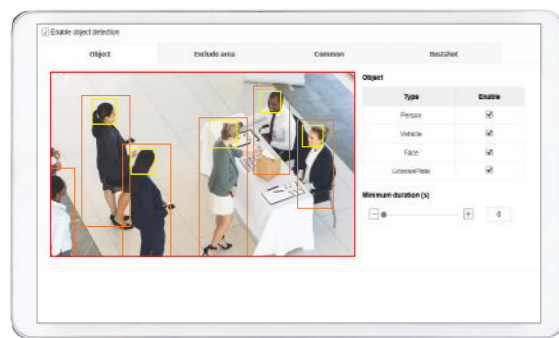 Enable object detection
Object
Exclude area
Common
Bestshot
Object
Type
Enable
Person
Vehicle
Face
LicensePlate
Minimum duration (s)
0